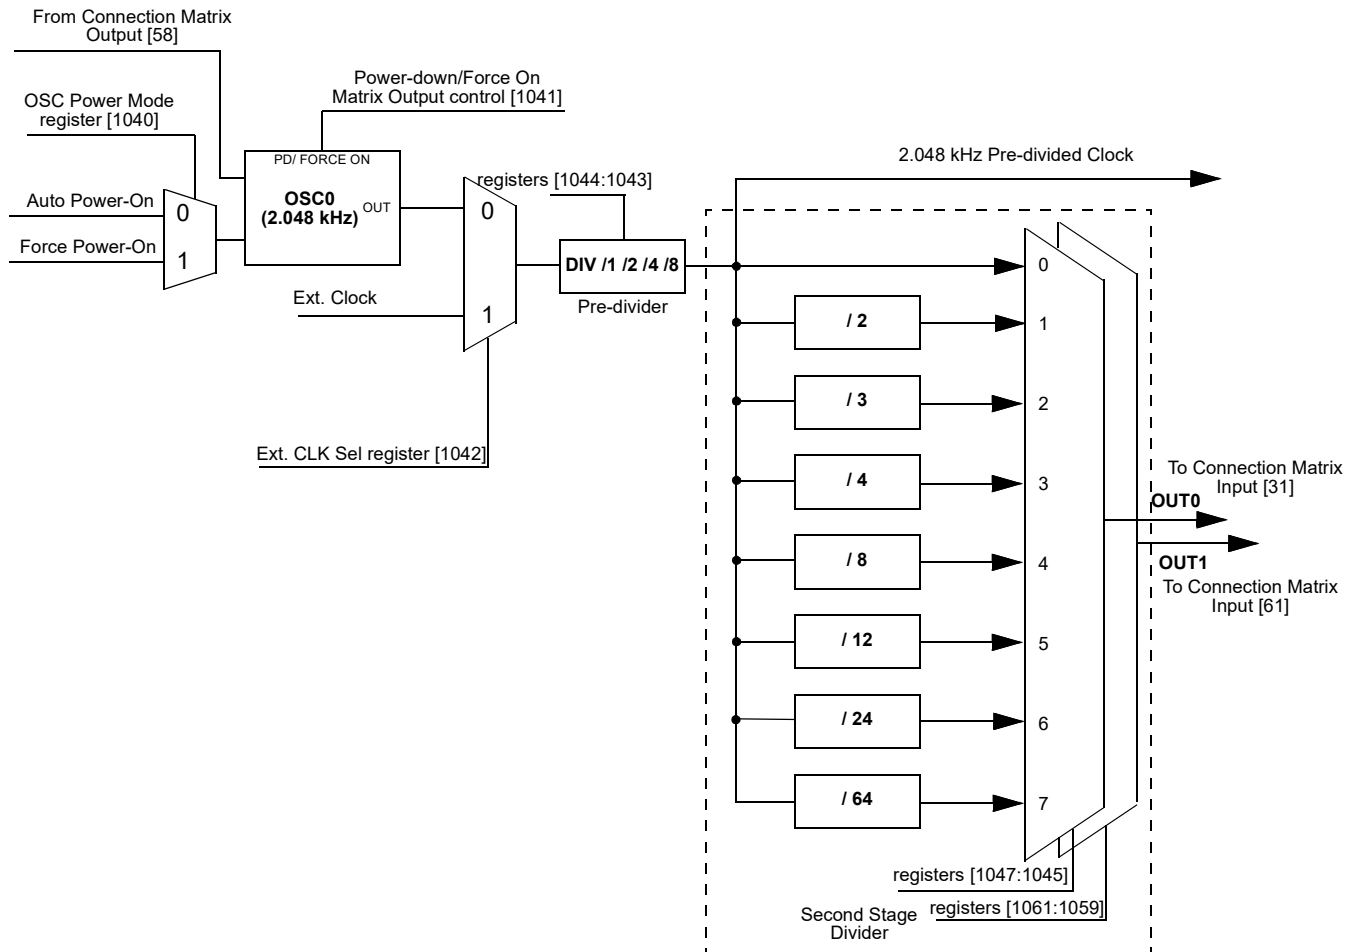 From Connection Matrix
Output [58]
Power-down/Force On
Matrix Output control [1041]
OSC Power Mode
register [1040]
PD/ FORCE ON
OSC0
(2.048 kHz)
OUT
Auto Power-On
0
Force Power-On
1
registers [1044:1043]
0
DIV /1 /2 /4 /8
Pre-divider
Ext. Clock
1
Ext. CLK Sel register [1042]
2.048 kHz Pre-divided Clock
0
/ 2
1
/ 3
2
/ 4
3
/ 8
4
/ 12
5
/ 24
6
/ 64
7
To Connection Matrix
Input [31]
OUT0
OUT1
To Connection Matrix
Input [61]
registers [1047:1045]
registers [1061:1059]
Second Stage
Divider